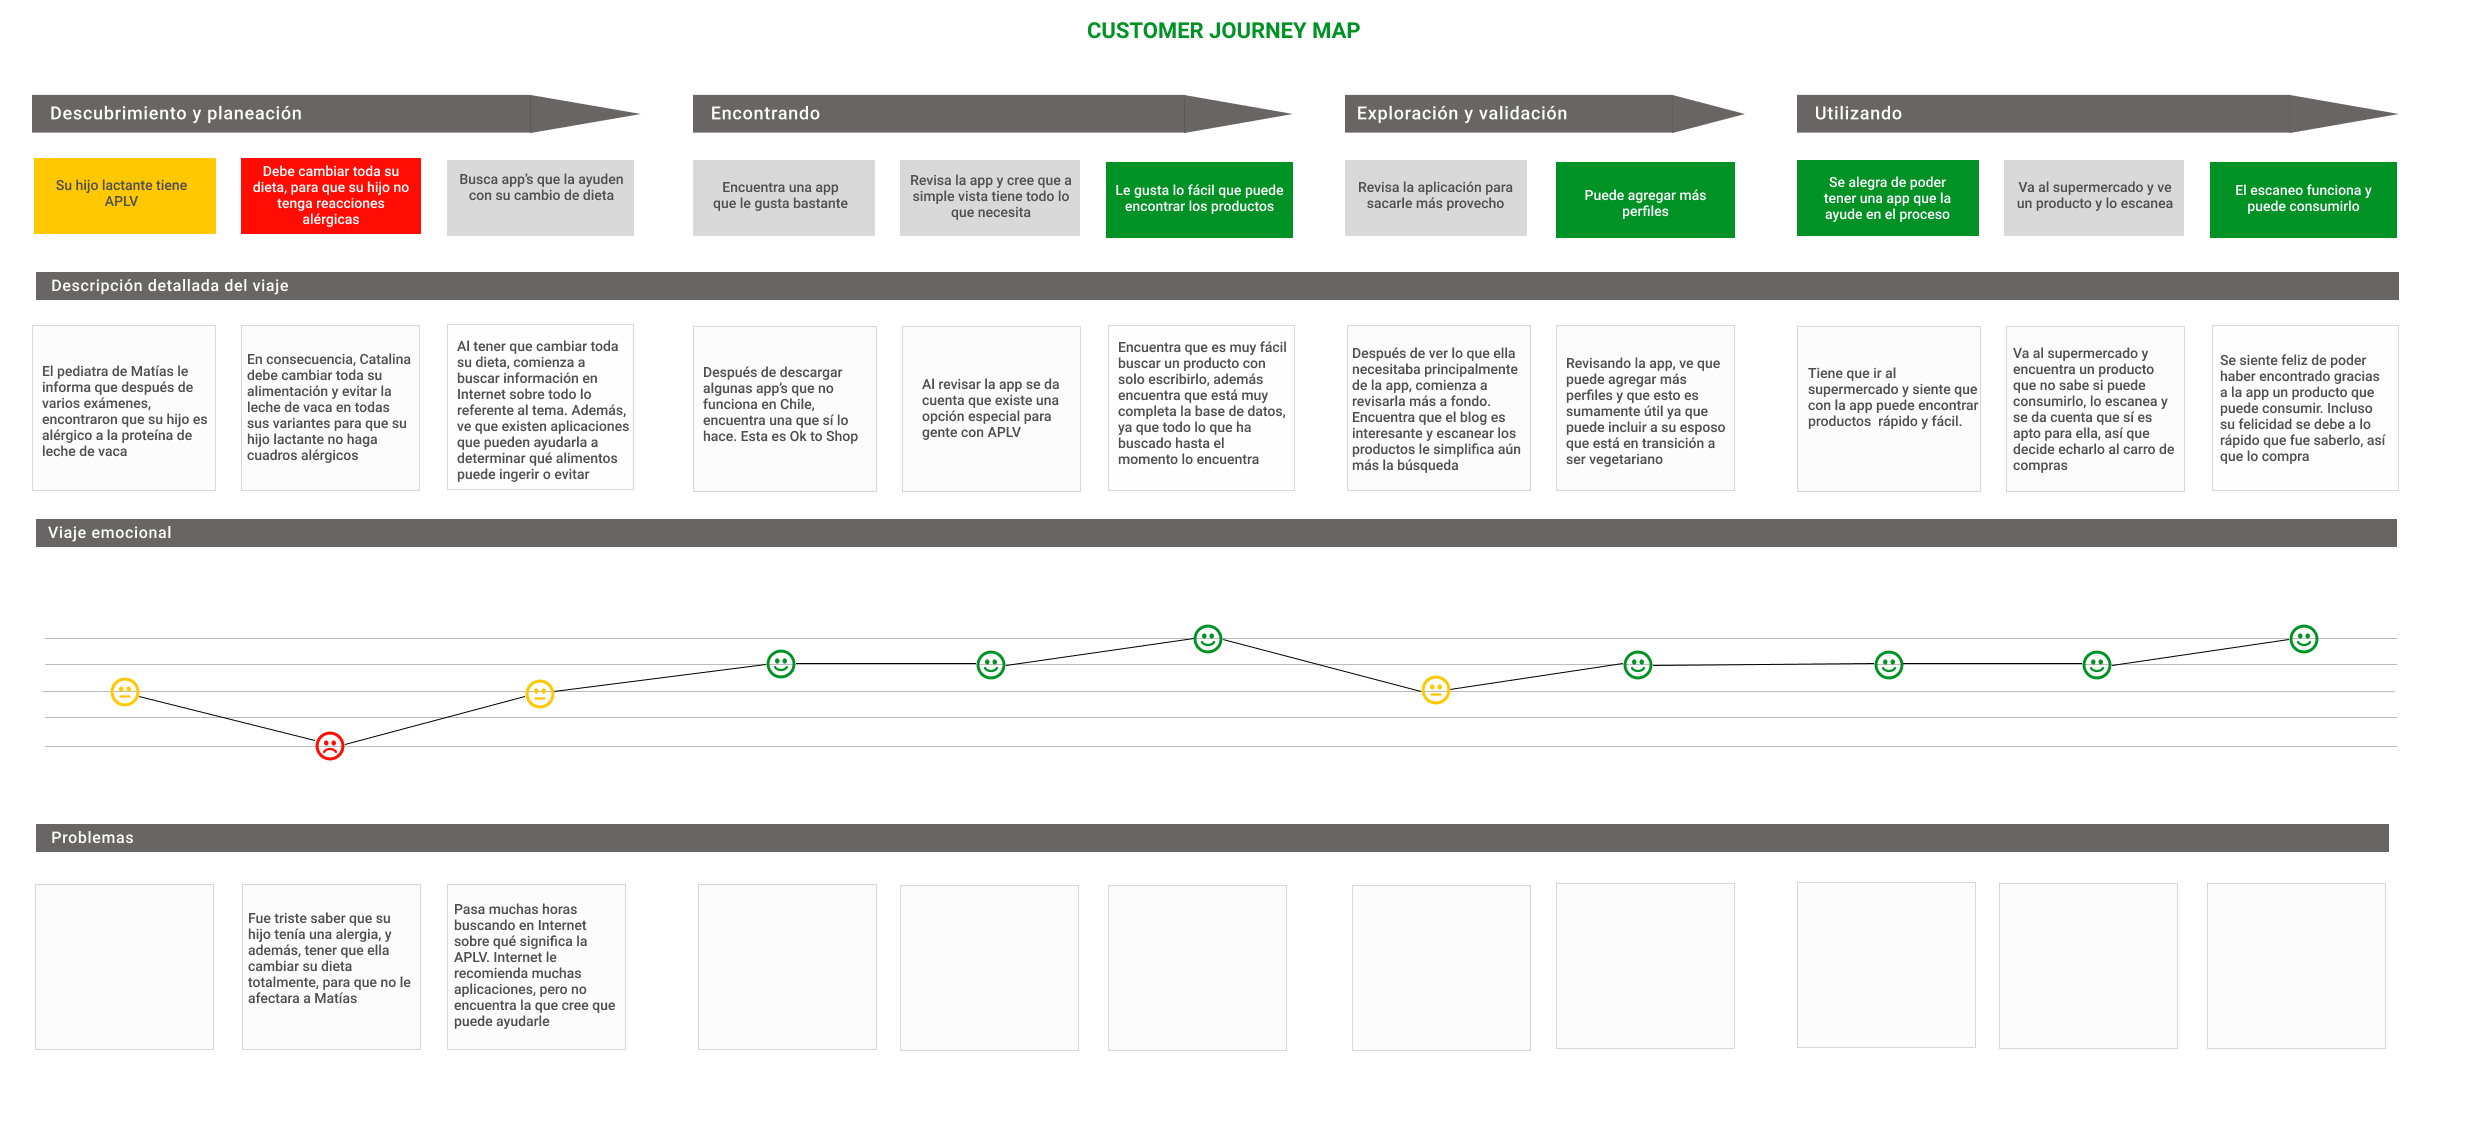 CUSTOMER JOURNEY MAP
Descubrimiento y planeación
Encontrando
Exploración y validación
Utilizando
Su hijo lactante tiene
APLV
Debe cambiar toda su
dieta, para que su hijo no
tenga reacciones
alérgicas
Busca app's que la ayuden
con su cambio de dieta
Encuentra una app
que le gusta bastante
Revisa la app y cree que a
simple vista tiene todo lo
que necesita
Le gusta lo fácil que puede
encontrar los productos
Revisa la aplicación para
sacarle más provecho
Puede agregar más
perfiles
Se alegra de poder
tener una app que la
ayude en el proceso
Va al supermercado y ve
un producto y lo escanea
El escaneo funciona y
puede consumirlo
Descripción detallada del viaje
El pediatra de Matías le
informa que después de
varios exámenes,
encontraron que su hijo es
alérgico a la proteína de
leche de vaca
En consecuencia, Catalina
debe cambiar toda su
alimentación y evitar la
leche de vaca en todas
sus variantes para que su
hijo lactante no haga
cuadros alérgicos
Al tener que cambiar toda
su dieta, comienza a
buscar información en
Internet sobre todo lo
referente al tema. Además,
ve que existen aplicaciones
que pueden ayudarla a
determinar qué alimentos
puede ingerir o evitar
Después de descargar
algunas app's que no
funciona en Chile,
encuentra una que sí lo
hace. Esta es Ok to Shop
Al revisar la app se da
cuenta que existe una
opción especial para
gente con APLV
Encuentra que es muy fácil
buscar un producto con
solo escribirlo, además
encuentra que está muy
completa la base de datos,
ya que todo lo que ha
buscado hasta el
momento lo encuentra
Después de ver lo que ella
necesitaba principalmente
de la app, comienza a
revisarla más a fondo.
Encuentra que el blog es
interesante y escanear los
productos le simplifica aún
más la búsqueda
Revisando la app, ve que
puede agregar más
perfiles y que esto es
sumamente útil ya que
puede incluir a su esposo
que está en transición a
ser vegetariano
Tiene que ir al
supermercado y siente que
con la app puede encontrar
productos  rápido y fácil.
Va al supermercado y
encuentra un producto
que no sabe si puede
consumirlo, lo escanea y
se da cuenta que sí es
apto para ella, así que
decide echarlo al carro de
compras
Se siente feliz de poder
haber encontrado gracias
a la app un producto que
puede consumir. Incluso
su felicidad se debe a lo
rápido que fue saberlo, así
que lo compra
Viaje emocional
Problemas
Fue triste saber que su
hijo tenía una alergia, y
además, tener que ella
cambiar su dieta
totalmente, para que no le
afectara a Matías
Pasa muchas horas
buscando en Internet
sobre qué significa la
APLV. Internet le
recomienda muchas
aplicaciones, pero no
encuentra la que cree que
puede ayudarle